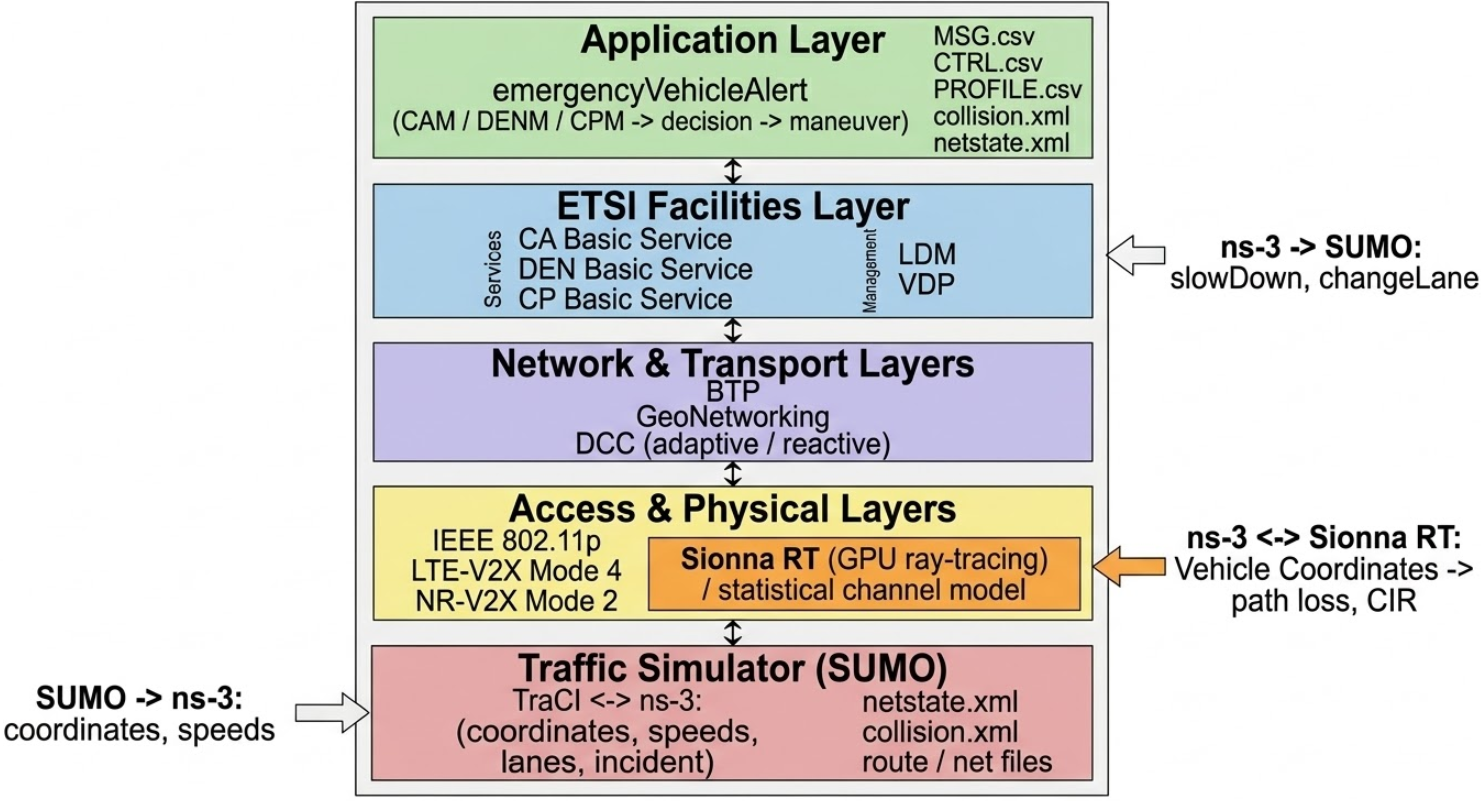 Application Layer
emergencyVehicleAlert
(CAM / DENM / CPM -> decision -> maneuver)
MSG.csv
CTRL.csv
PROFILE.csv
collision.xml
netstate.xml
ETSI Facilities Layer
Services
CA Basic Service
DEN Basic Service
CP Basic Service
Management
LDM
VDP
ns-3 -> SUMO:
slowDown, changeLane
Network & Transport Layers
BTP
GeoNetworking
DCC (adaptive / reactive)
Access & Physical Layers
IEEE 802.11p
LTE-V2X Mode 4
NR-V2X Mode 2
Sionna RT (GPU ray-tracing)
/ statistical channel model
ns-3 <-> Sionna RT:
Vehicle Coordinates ->
path loss, CIR
Traffic Simulator (SUMO)
TraCI <-> ns-3:
(coordinates, speeds,
lanes, incident)
netstate.xml
collision.xml
route / net files
SUMO -> ns-3:
coordinates, speeds